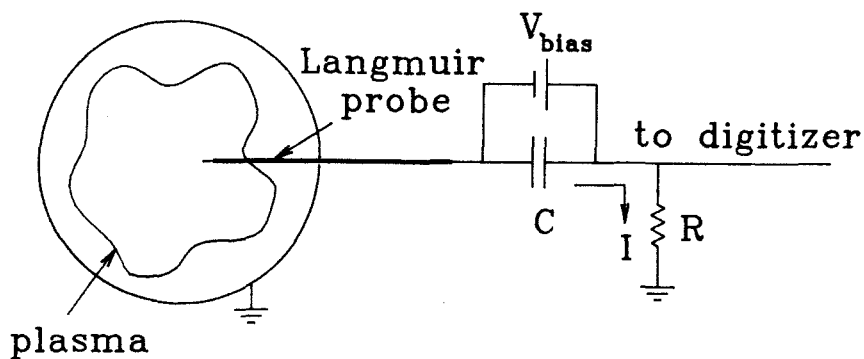 V_bias
Langmuir
probe
to digitizer
C
I
R
plasma